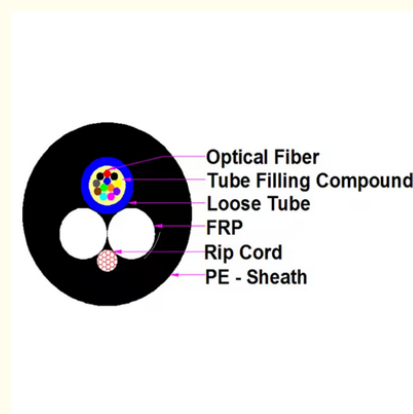 Optical Fiber
Tube Filling Compound
Loose Tube
FRP
Rip Cord
PE - Sheath